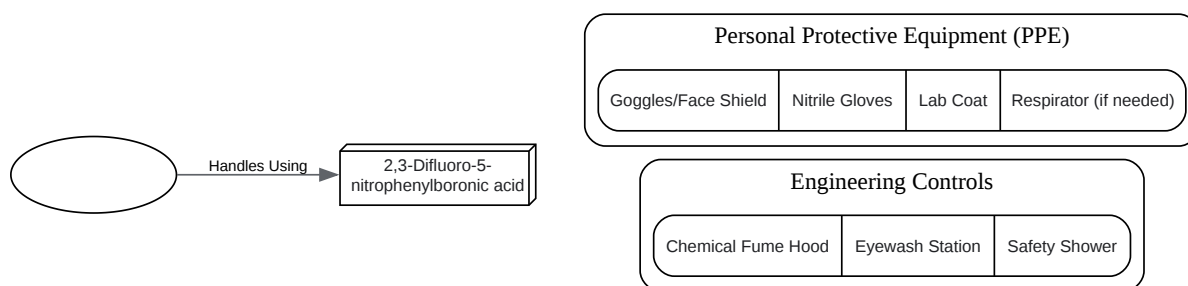 Personal Protective Equipment (PPE)
Goggles/Face Shield
Nitrile Gloves
Lab Coat
Respirator (if needed)
Handles Using
2,3-Difluoro-5-
nitrophenylboronic acid
Engineering Controls
Chemical Fume Hood
Eyewash Station
Safety Shower